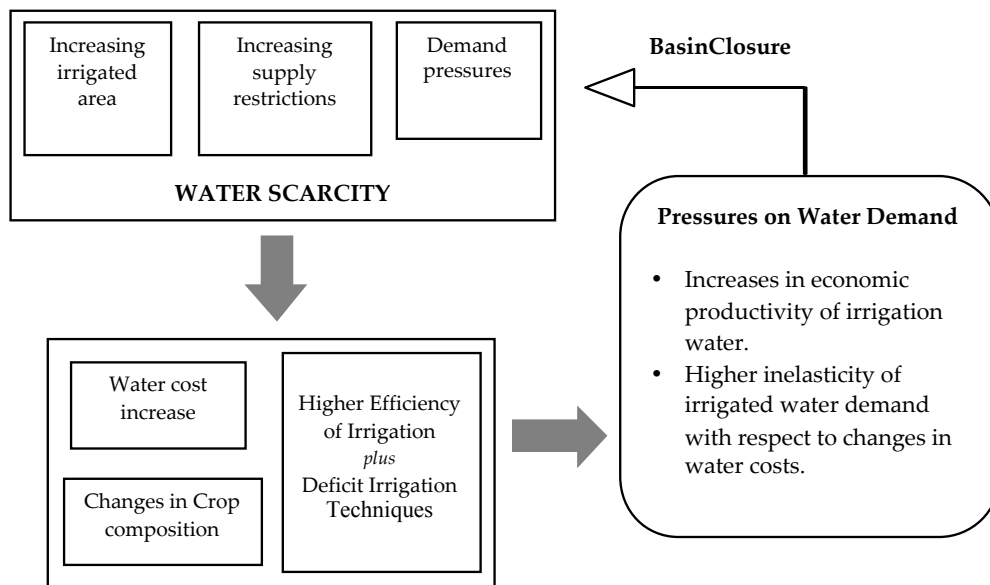 Increasing
irrigated
area
Increasing
supply
restrictions
Demand
pressures
WATER SCARCITY
BasinClosure
Pressures on Water Demand
• Increases in economic
productivity of irrigation
water.
• Higher inelasticity of
irrigated water demand
with respect to changes in
water costs.
Water cost
increase
Changes in Crop
composition
Higher Efficiency
of Irrigation
plus
Deficit Irrigation
Techniques